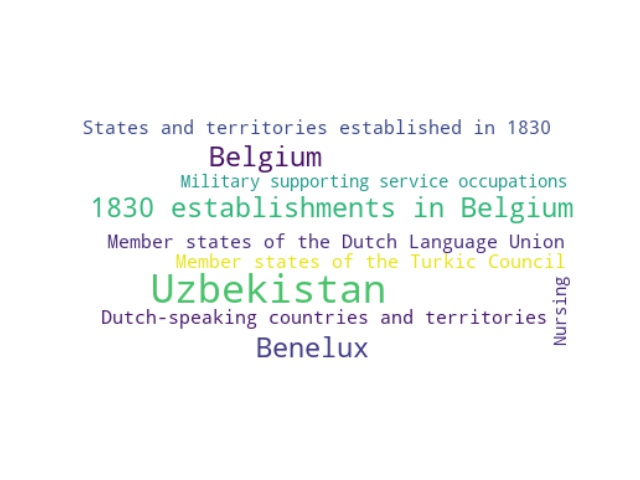 States and territories established in 1830
Belgium
Military supporting service occupations
1830 establishments in Belgium
Member states of the Dutch Language Union
Member states of the Turkic Council
Uzbekistan
Nursing
Dutch-speaking countries and territories
Benelux